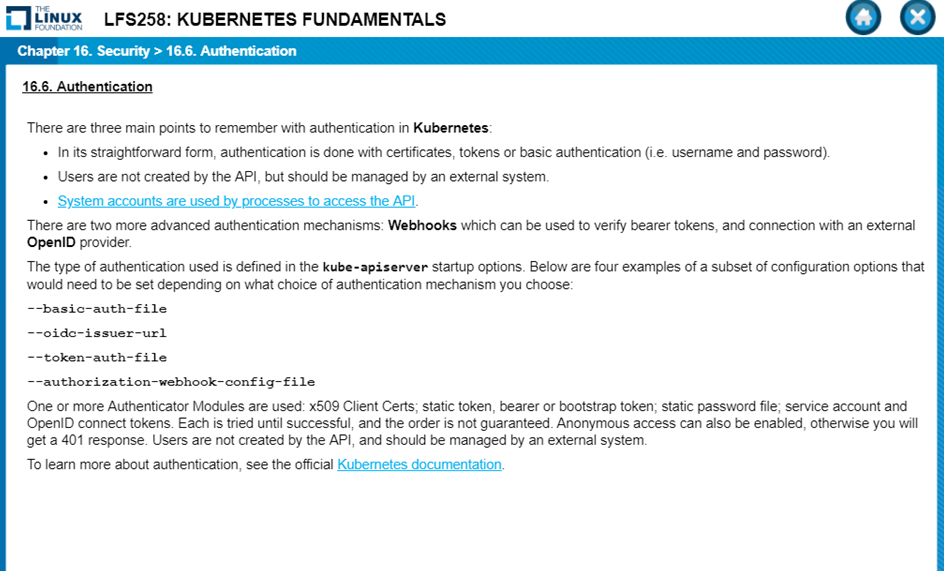 THE
LINUX
FOUNDATION
LFS258: KUBERNETES FUNDAMENTALS
Chapter 16. Security > 16.6. Authentication
16.6. Authentication
There are three main points to remember with authentication in Kubernetes:
• In its straightforward form, authentication is done with certificates, tokens or basic authentication (i.e. username and password).
• Users are not created by the API, but should be managed by an external system.
• System accounts are used by processes to access the API.
There are two more advanced authentication mechanisms: Webhooks which can be used to verify bearer tokens, and connection with an external
OpenID provider.
The type of authentication used is defined in the kube-apiserver startup options. Below are four examples of a subset of configuration options that
would need to be set depending on what choice of authentication mechanism you choose:
--basic-auth-file
--oidc-issuer-url
--token-auth-file
--authorization-webhook-config-file
One or more Authenticator Modules are used: x509 Client Certs; static token, bearer or bootstrap token; static password file; service account and
OpenID connect tokens. Each is tried until successful, and the order is not guaranteed. Anonymous access can also be enabled, otherwise you will
get a 401 response. Users are not created by the API, and should be managed by an external system.
To learn more about authentication, see the official Kubernetes documentation.